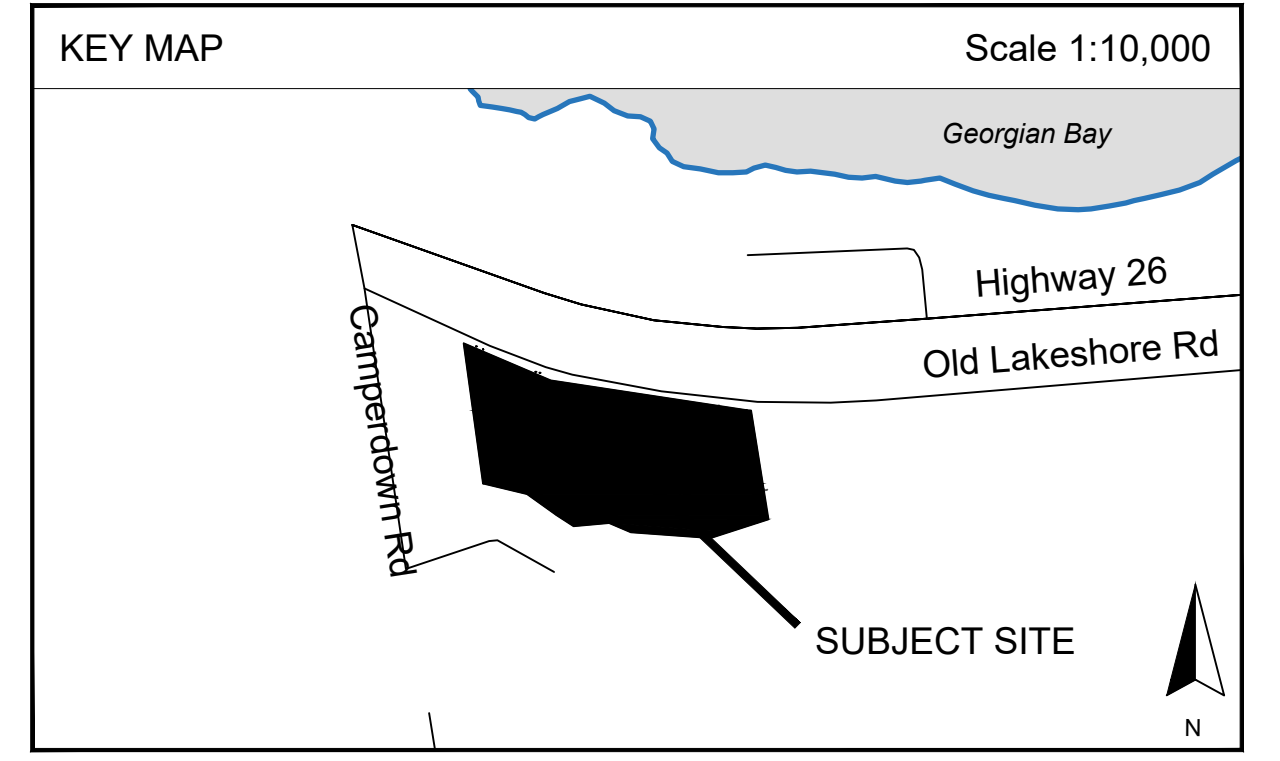 KEY MAP
Scale 1:10,000
Georgian Bay
Highway 26
Old Lakeshore Rd
Camperdown Rd
SUBJECT SITE
N